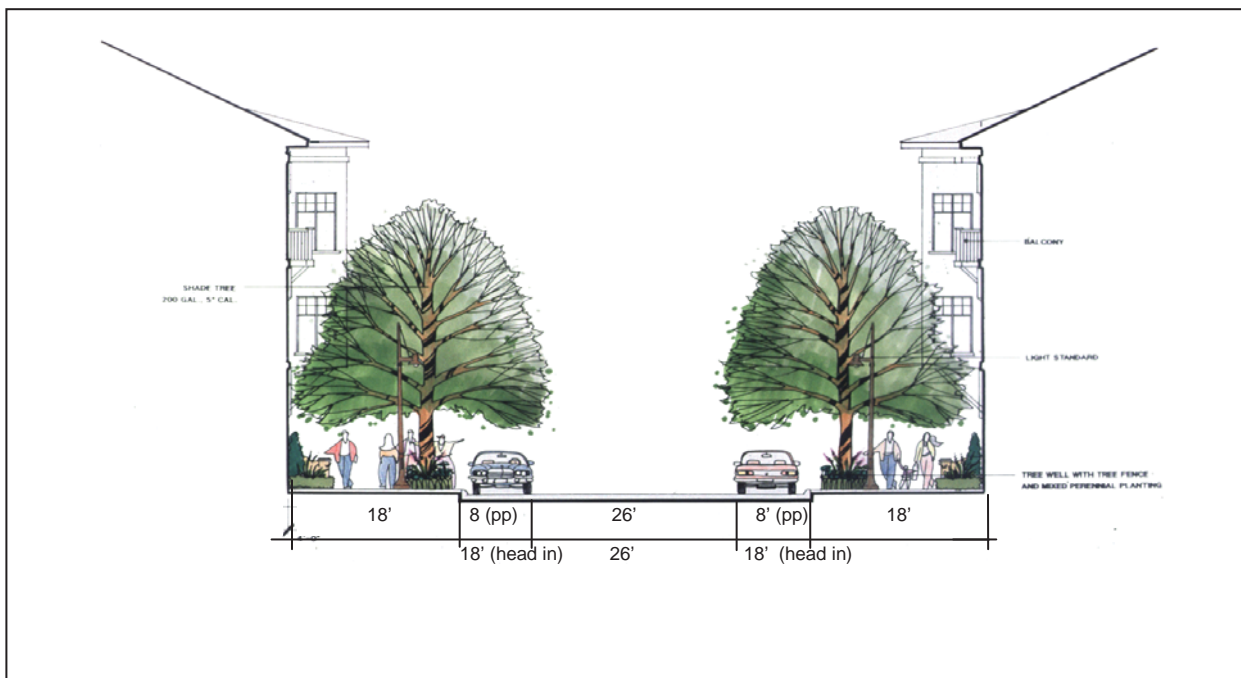 BALCONY
SHADE TREE
200 GAL., 5" CAL.
LIGHT STANDARD
TREE WELL WITH TREE FENCE
AND MIXED PERENNIAL PLANTING
18' 8 (pp) 26' 8' (pp) 18'
18' (head in) 26' 18' (head in)